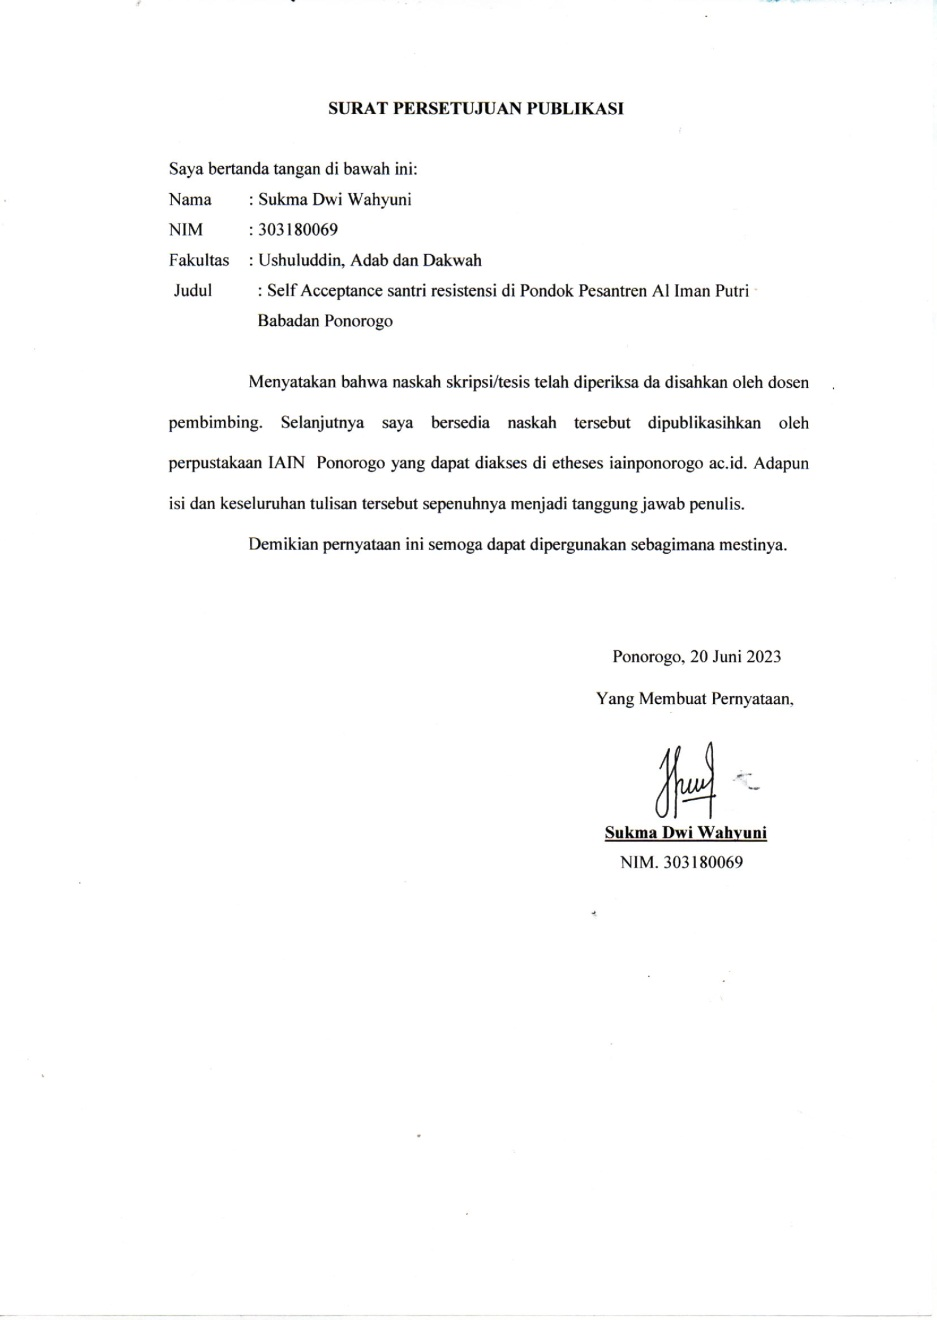 SURAT PERSETUJUAN PUBLIKASI
Saya bertanda tangan di bawah ini:
Nama : Sukma Dwi Wahyuni
NIM : 303180069
Fakultas : Ushuluddin, Adab dan Dakwah
Judul : Self Acceptance santri resistensi di Pondok Pesantren Al Iman Putri
Babadan Ponorogo
Menyatakan bahwa naskah skripsi/tesis telah diperiksa da disahkan oleh dosen
pembimbing. Selanjutnya saya bersedia naskah tersebut dipublikasihkan oleh
perpustakaan IAIN Ponorogo yang dapat diakses di etheses iainponorogo ac.id. Adapun
isi dan keseluruhan tulisan tersebut sepenuhnya menjadi tanggung jawab penulis.
Demikian pernyataan ini semoga dapat dipergunakan sebagimana mestinya.
Ponorogo, 20 Juni 2023
Yang Membuat Pernyataan,
Sukma Dwi Wahyuni
NIM. 303180069